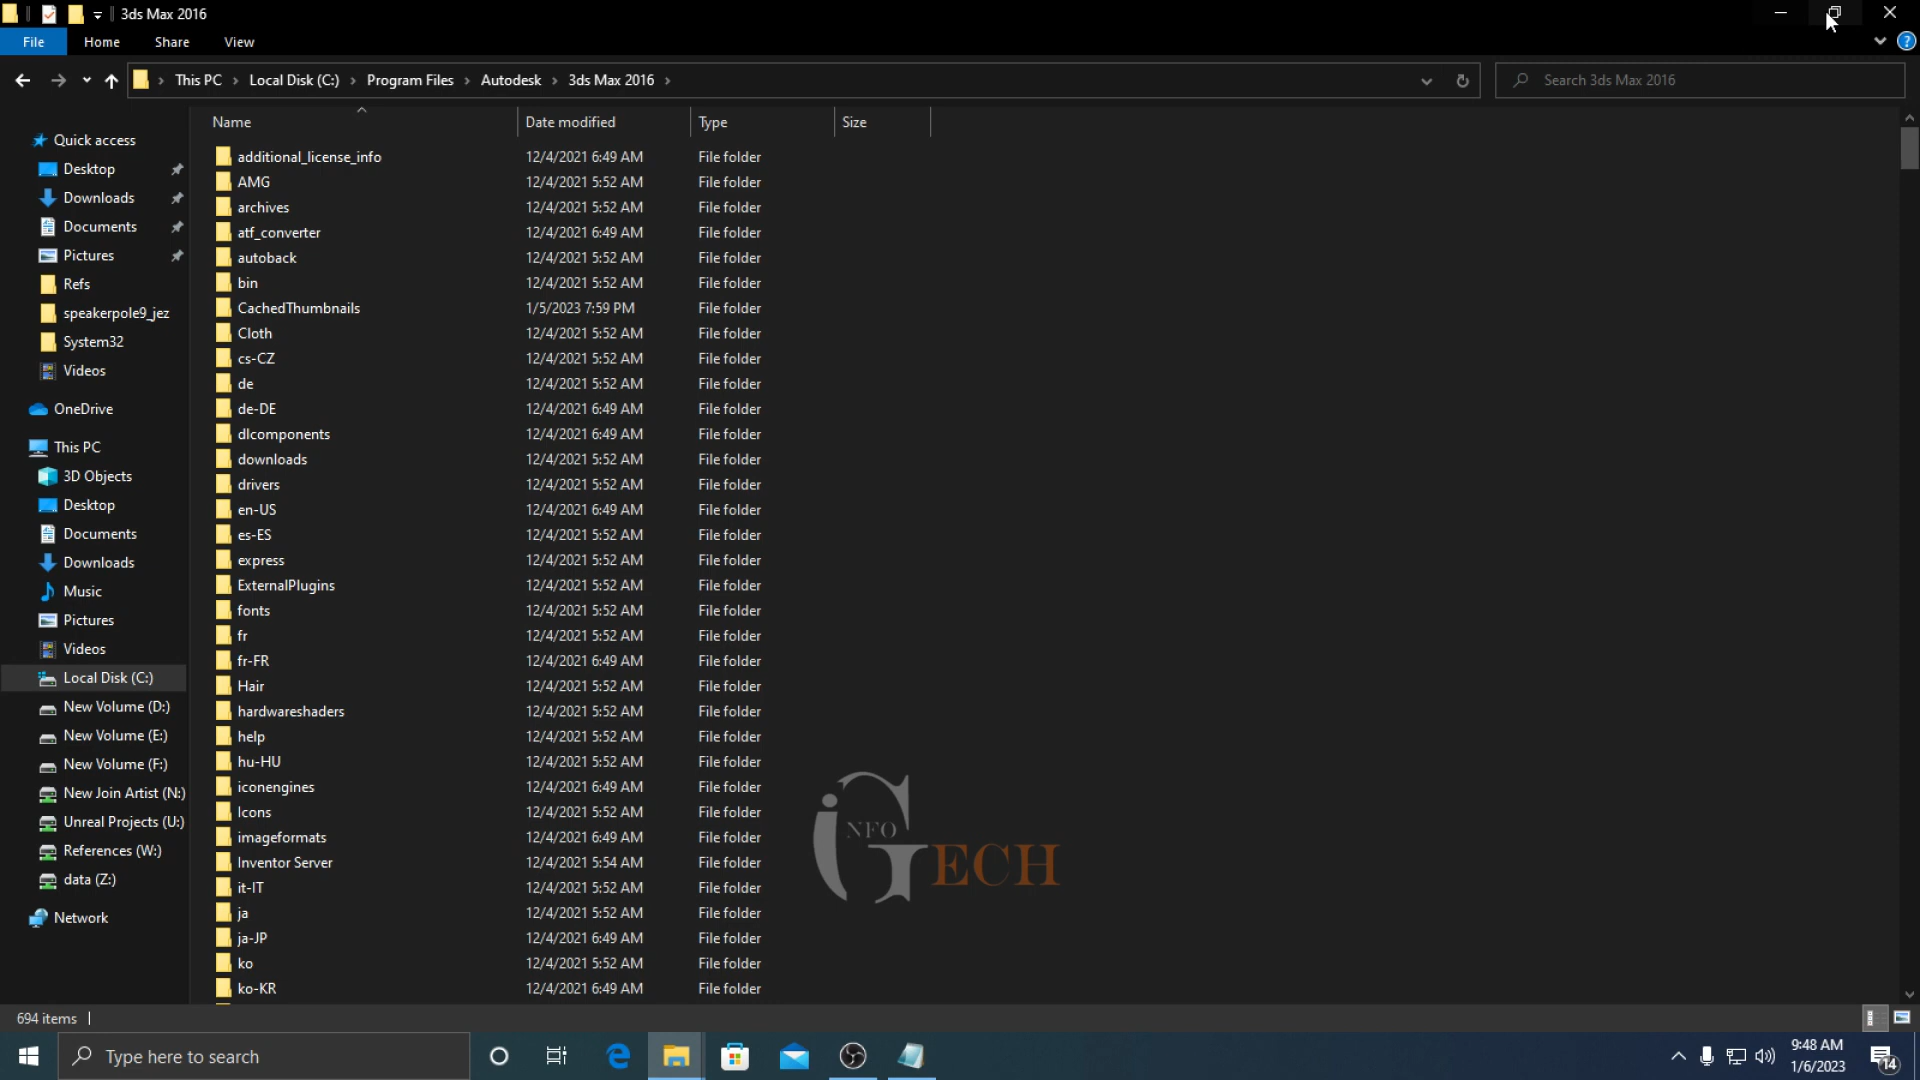 3ds Max 2016
File Home Share View
This PC Local Disk (C:) Program Files Autodesk 3ds Max 2016
Search 3ds Max 2016
Name Date modified Type Size
Quick access
Desktop
Downloads
Documents
Pictures
Refs
speakerpole9_jez
System32
Videos
OneDrive
This PC
3D Objects
Desktop
Documents
Downloads
Music
Pictures
Videos
Local Disk (C:)
New Volume (D:)
New Volume (E:)
New Volume (F:)
New Join Artist (N:)
Unreal Projects (U:)
References (W:)
data (Z:)
Network
additional_license_info 12/4/2021 6:49 AM File folder
AMG 12/4/2021 5:52 AM File folder
archives 12/4/2021 5:52 AM File folder
atf_converter 12/4/2021 6:49 AM File folder
autoback 12/4/2021 5:52 AM File folder
bin 12/4/2021 5:52 AM File folder
CachedThumbnails 1/5/2023 7:59 PM File folder
Cloth 12/4/2021 5:52 AM File folder
cs-CZ 12/4/2021 5:52 AM File folder
de 12/4/2021 5:52 AM File folder
de-DE 12/4/2021 6:49 AM File folder
dlcomponents 12/4/2021 6:49 AM File folder
downloads 12/4/2021 5:52 AM File folder
drivers 12/4/2021 5:52 AM File folder
en-US 12/4/2021 6:49 AM File folder
es-ES 12/4/2021 5:52 AM File folder
express 12/4/2021 5:52 AM File folder
ExternalPlugins 12/4/2021 5:52 AM File folder
fonts 12/4/2021 5:52 AM File folder
fr 12/4/2021 5:52 AM File folder
fr-FR 12/4/2021 6:49 AM File folder
Hair 12/4/2021 5:52 AM File folder
hardwareshaders 12/4/2021 5:52 AM File folder
help 12/4/2021 5:52 AM File folder
hu-HU 12/4/2021 5:52 AM File folder
iconengines 12/4/2021 6:49 AM File folder
Icons 12/4/2021 5:52 AM File folder
imageformats 12/4/2021 6:49 AM File folder
Inventor Server 12/4/2021 5:54 AM File folder
it-IT 12/4/2021 5:52 AM File folder
ja 12/4/2021 5:52 AM File folder
ja-JP 12/4/2021 6:49 AM File folder
ko 12/4/2021 5:52 AM File folder
ko-KR 12/4/2021 6:49 AM File folder
iNFO
GECH
694 items
Type here to search
9:48 AM
1/6/2023
14